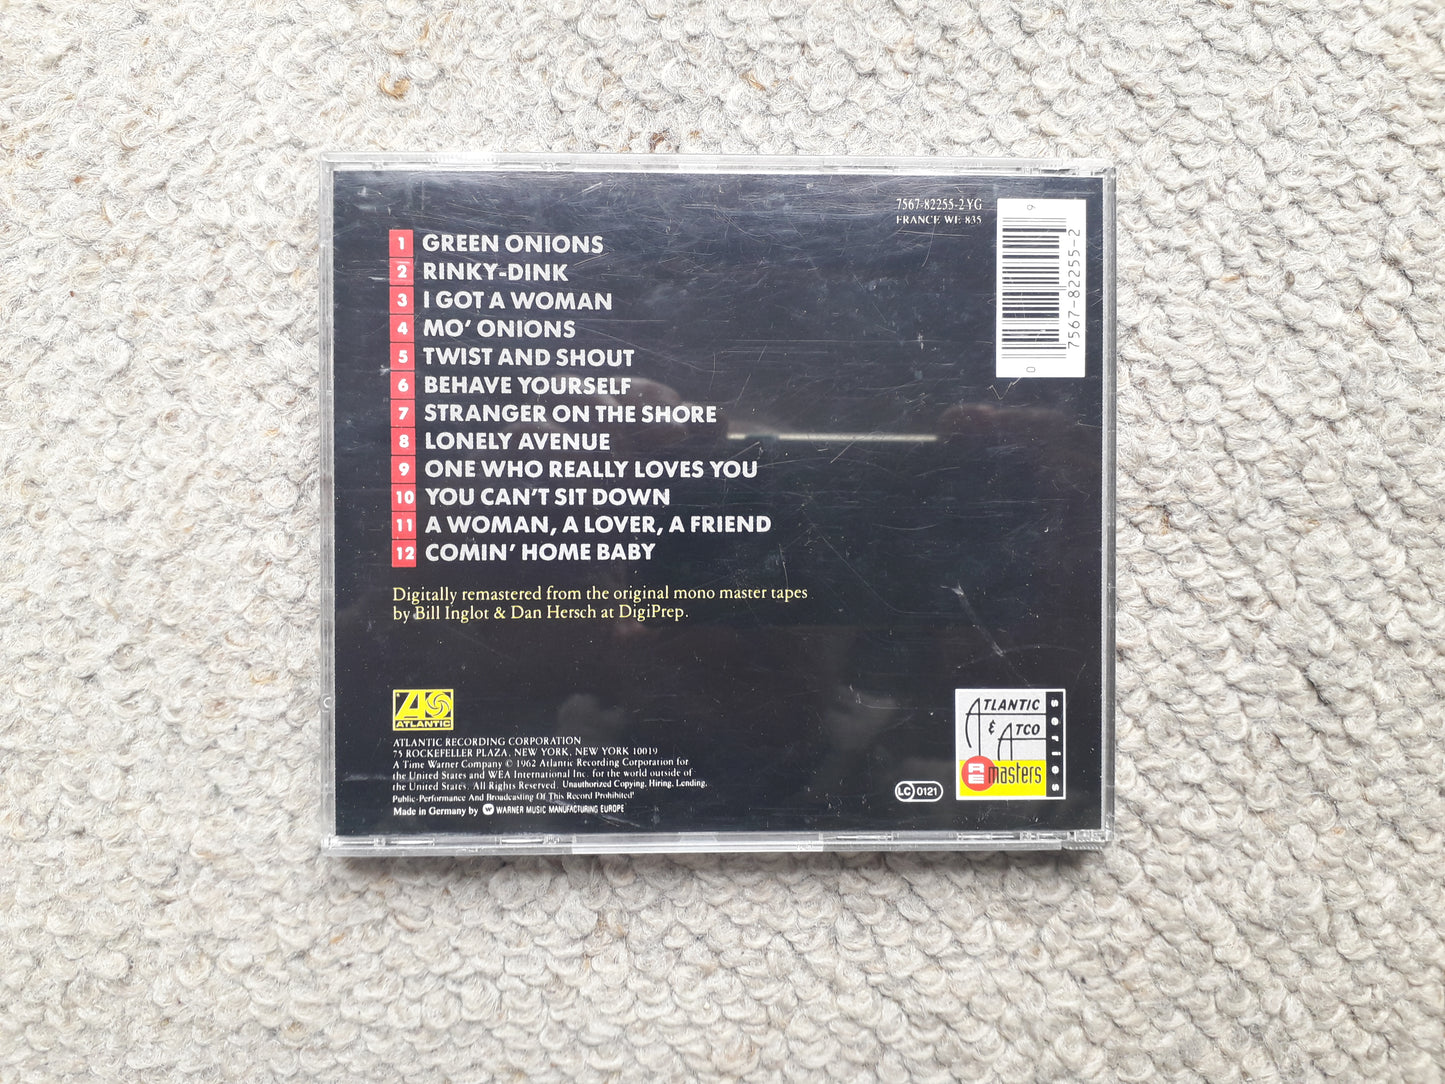 7567-82255-2 YG
FRANCE WE 835
9
7567-82255-2
0
1 GREEN ONIONS
2 RINKY-DINK
3 I GOT A WOMAN
4 MO' ONIONS
5 TWIST AND SHOUT
6 BEHAVE YOURSELF
7 STRANGER ON THE SHORE
8 LONELY AVENUE
9 ONE WHO REALLY LOVES YOU
10 YOU CAN'T SIT DOWN
11 A WOMAN, A LOVER, A FRIEND
12 COMIN' HOME BABY
Digitally remastered from the original mono master tapes
by Bill Inglot & Dan Hersch at DigiPrep.
ATLANTIC
ATLANTIC RECORDING CORPORATION
75 ROCKEFELLER PLAZA, NEW YORK, NEW YORK 10019
A Time Warner Company © 1962 Atlantic Recording Corporation for
the United States and WEA International Inc. for the world outside of
the United States. All Rights Reserved. Unauthorized Copying, Hiring, Lending,
Public-Performance And Broadcasting Of This Record Prohibited!
Made in Germany by WARNER MUSIC MANUFACTURING EUROPE
LC 0121
ATLANTIC
& ATCO
RE masters
series